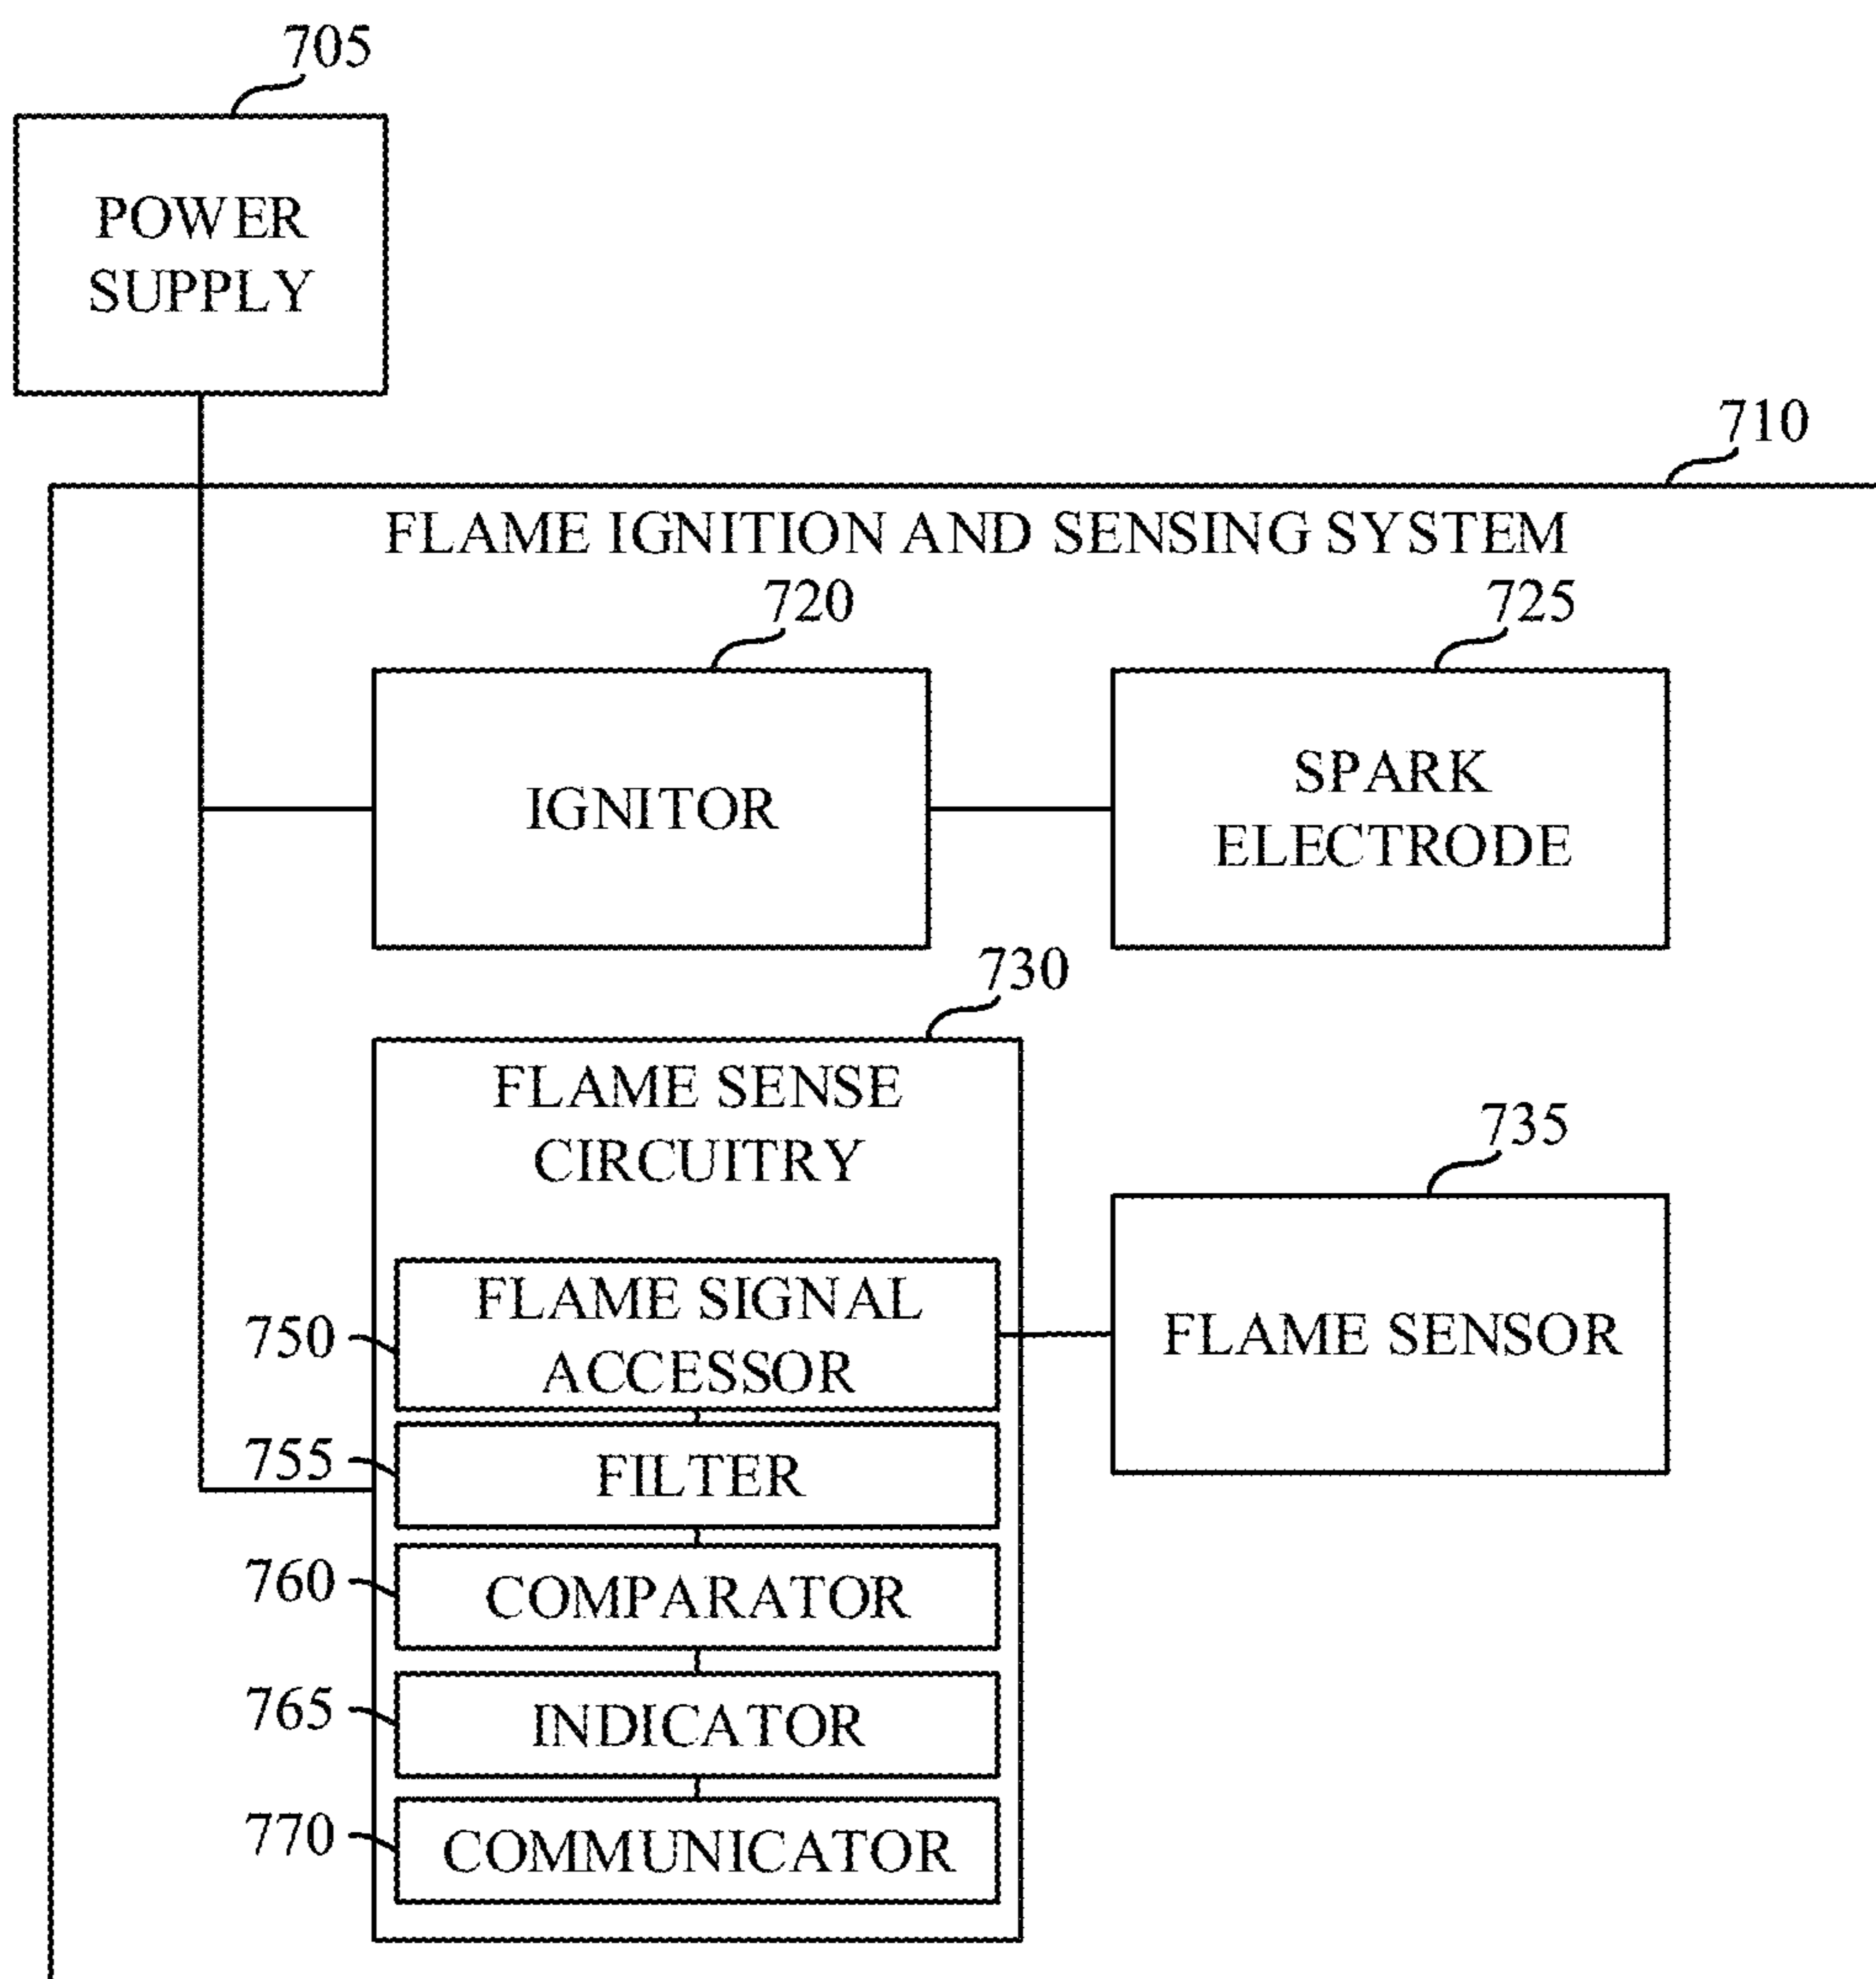 705
POWER
SUPPLY
710
FLAME IGNITION AND SENSING SYSTEM
720
725
IGNITOR
SPARK
ELECTRODE
730
FLAME SENSE
CIRCUITRY
735
750
FLAME SIGNAL
ACCESSOR
FLAME SENSOR
755
FILTER
760
COMPARATOR
765
INDICATOR
770
COMMUNICATOR